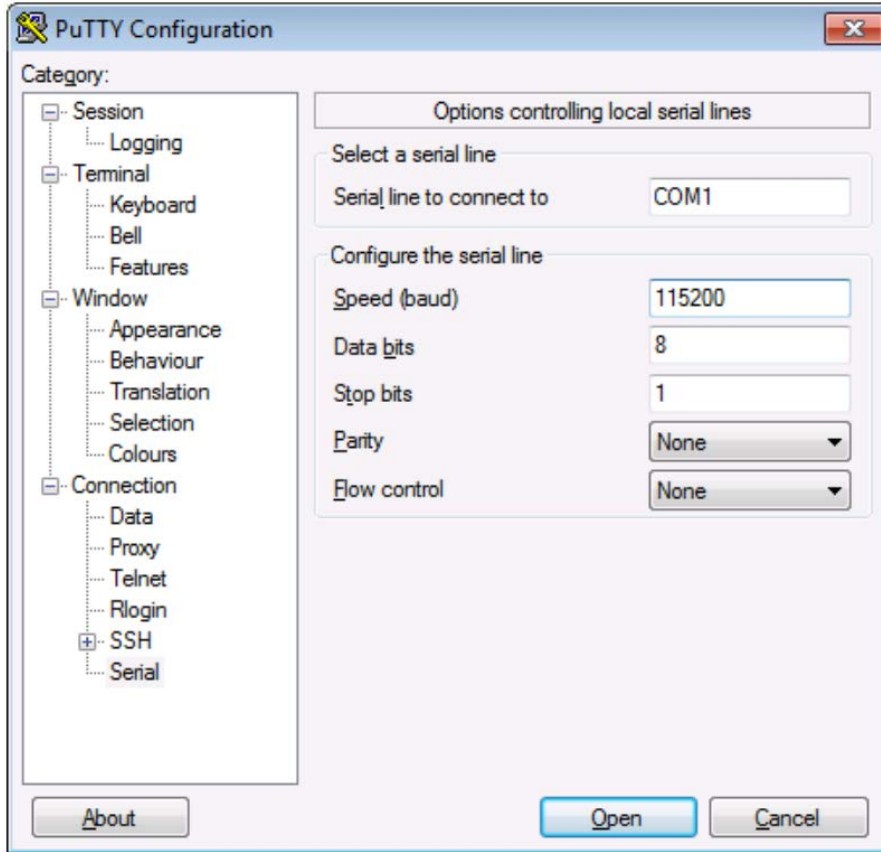 PuTTY Configuration
Category:
Session
Logging
Terminal
Keyboard
Bell
Features
Window
Appearance
Behaviour
Translation
Selection
Colours
Connection
Data
Proxy
Telnet
Rlogin
SSH
Serial
Options controlling local serial lines
Select a serial line
Serial line to connect to COM1
Configure the serial line
Speed (baud) 115200
Data bits 8
Stop bits 1
Parity None
Flow control None
About Open Cancel